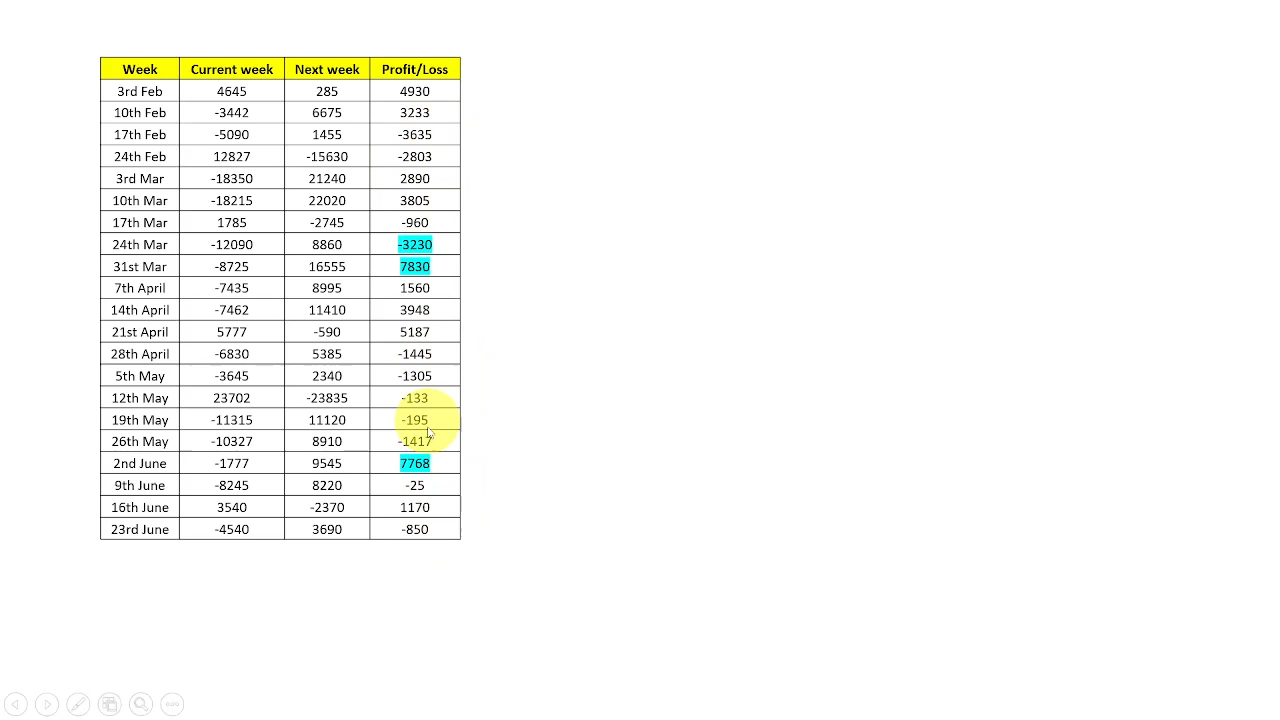 Week Current week Next week Profit/Loss
3rd Feb 4645 285 4930
10th Feb -3442 6675 3233
17th Feb -5090 1455 -3635
24th Feb 12827 -15630 -2803
3rd Mar -18350 21240 2890
10th Mar -18215 22020 3805
17th Mar 1785 -2745 -960
24th Mar -12090 8860 -3230
31st Mar -8725 16555 7830
7th April -7435 8995 1560
14th April -7462 11410 3948
21st April 5777 -590 5187
28th April -6830 5385 -1445
5th May -3645 2340 -1305
12th May 23702 -23835 -133
19th May -11315 11120 -195
26th May -10327 8910 -1417
2nd June -1777 9545 7768
9th June -8245 8220 -25
16th June 3540 -2370 1170
23rd June -4540 3690 -850